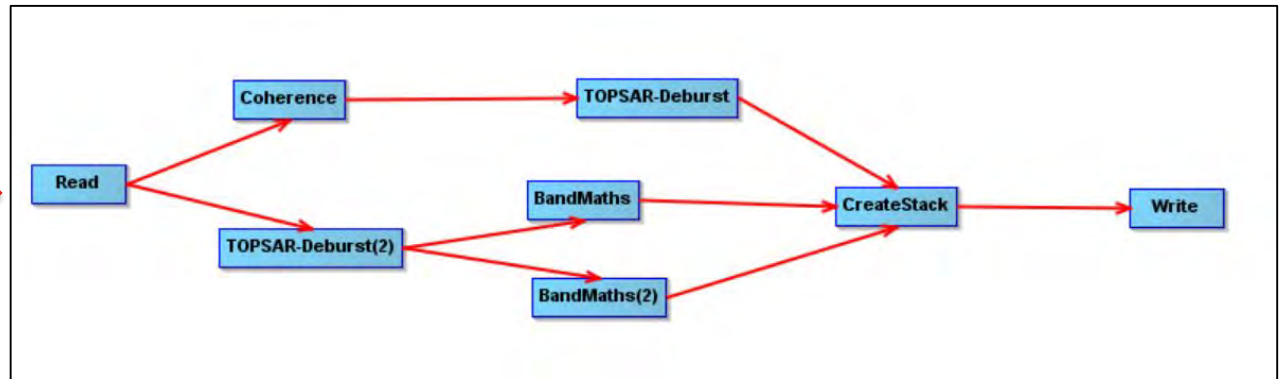 Coherence
TOPSAR-Deburst
Read
BandMaths
CreateStack
Write
TOPSAR-Deburst(2)
BandMaths(2)